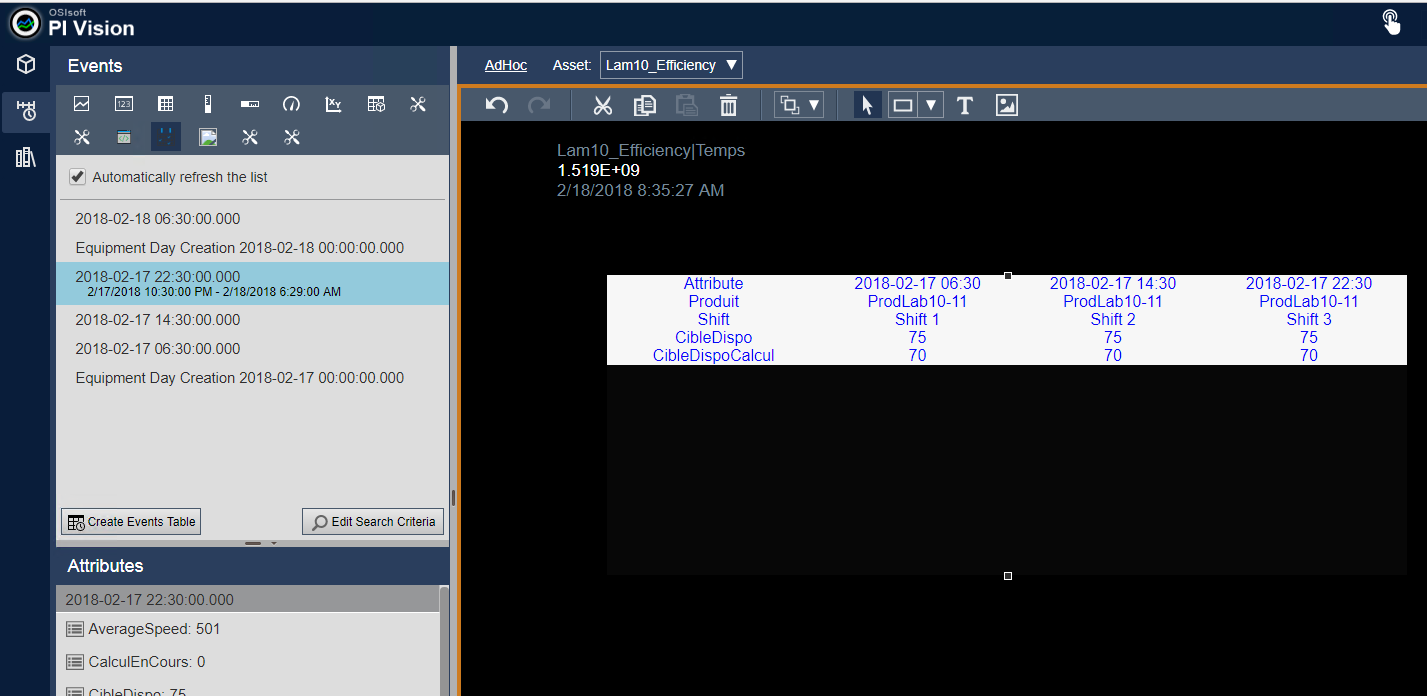 OSIsoft
PI Vision
Events
AdHoc Asset: Lam10_Efficiency
123
XY
T
Automatically refresh the list
2018-02-18 06:30:00.000
Equipment Day Creation 2018-02-18 00:00:00.000
2018-02-17 22:30:00.000
2/17/2018 10:30:00 PM - 2/18/2018 6:29:00 AM
2018-02-17 14:30:00.000
2018-02-17 06:30:00.000
Equipment Day Creation 2018-02-17 00:00:00.000
Create Events Table Edit Search Criteria
Attributes
2018-02-17 22:30:00.000
AverageSpeed: 501
CalculEnCours: 0
CibleDispo: 75
Lam10_Efficiency|Temps
1.519E+09
2/18/2018 8:35:27 AM
Attribute 2018-02-17 06:30 2018-02-17 14:30 2018-02-17 22:30
Produit ProdLab10-11 ProdLab10-11 ProdLab10-11
Shift Shift 1 Shift 2 Shift 3
CibleDispo 75 75 75
CibleDispoCalcul 70 70 70